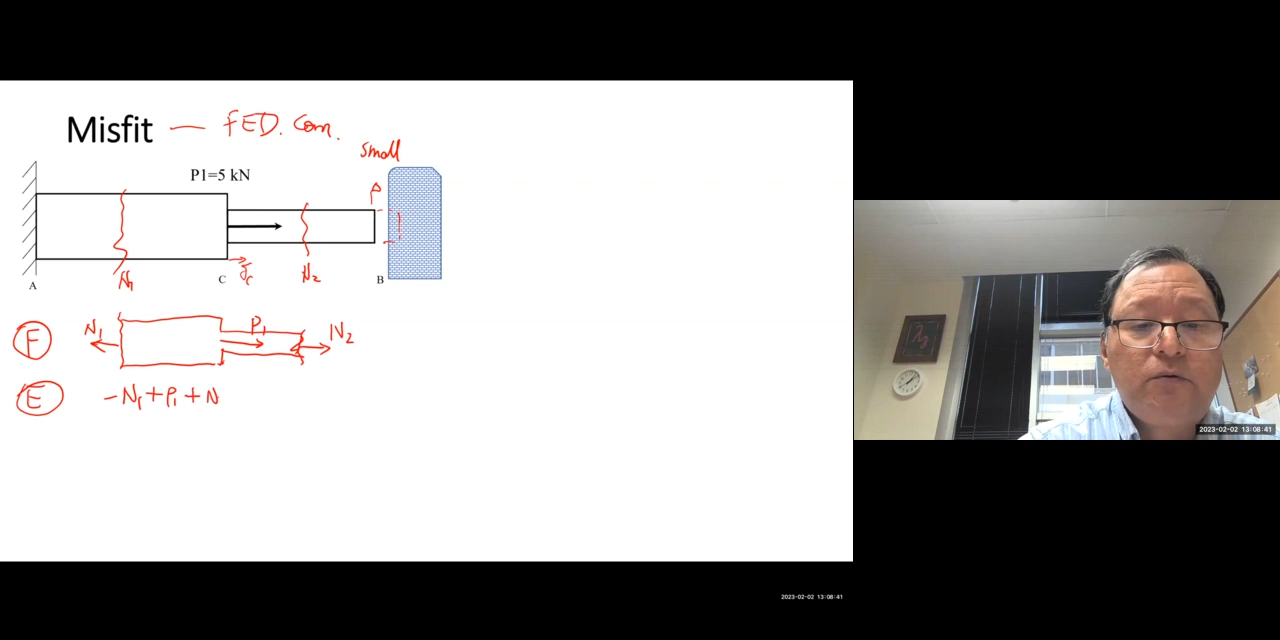 Misfit — FED. Com.
small
P1=5 kN
A
N1
C
N2
B
F
N1
P1
N2
E
-N1+P1+N
2023-02-02 13:08:41
2023-02-02 13:08:41